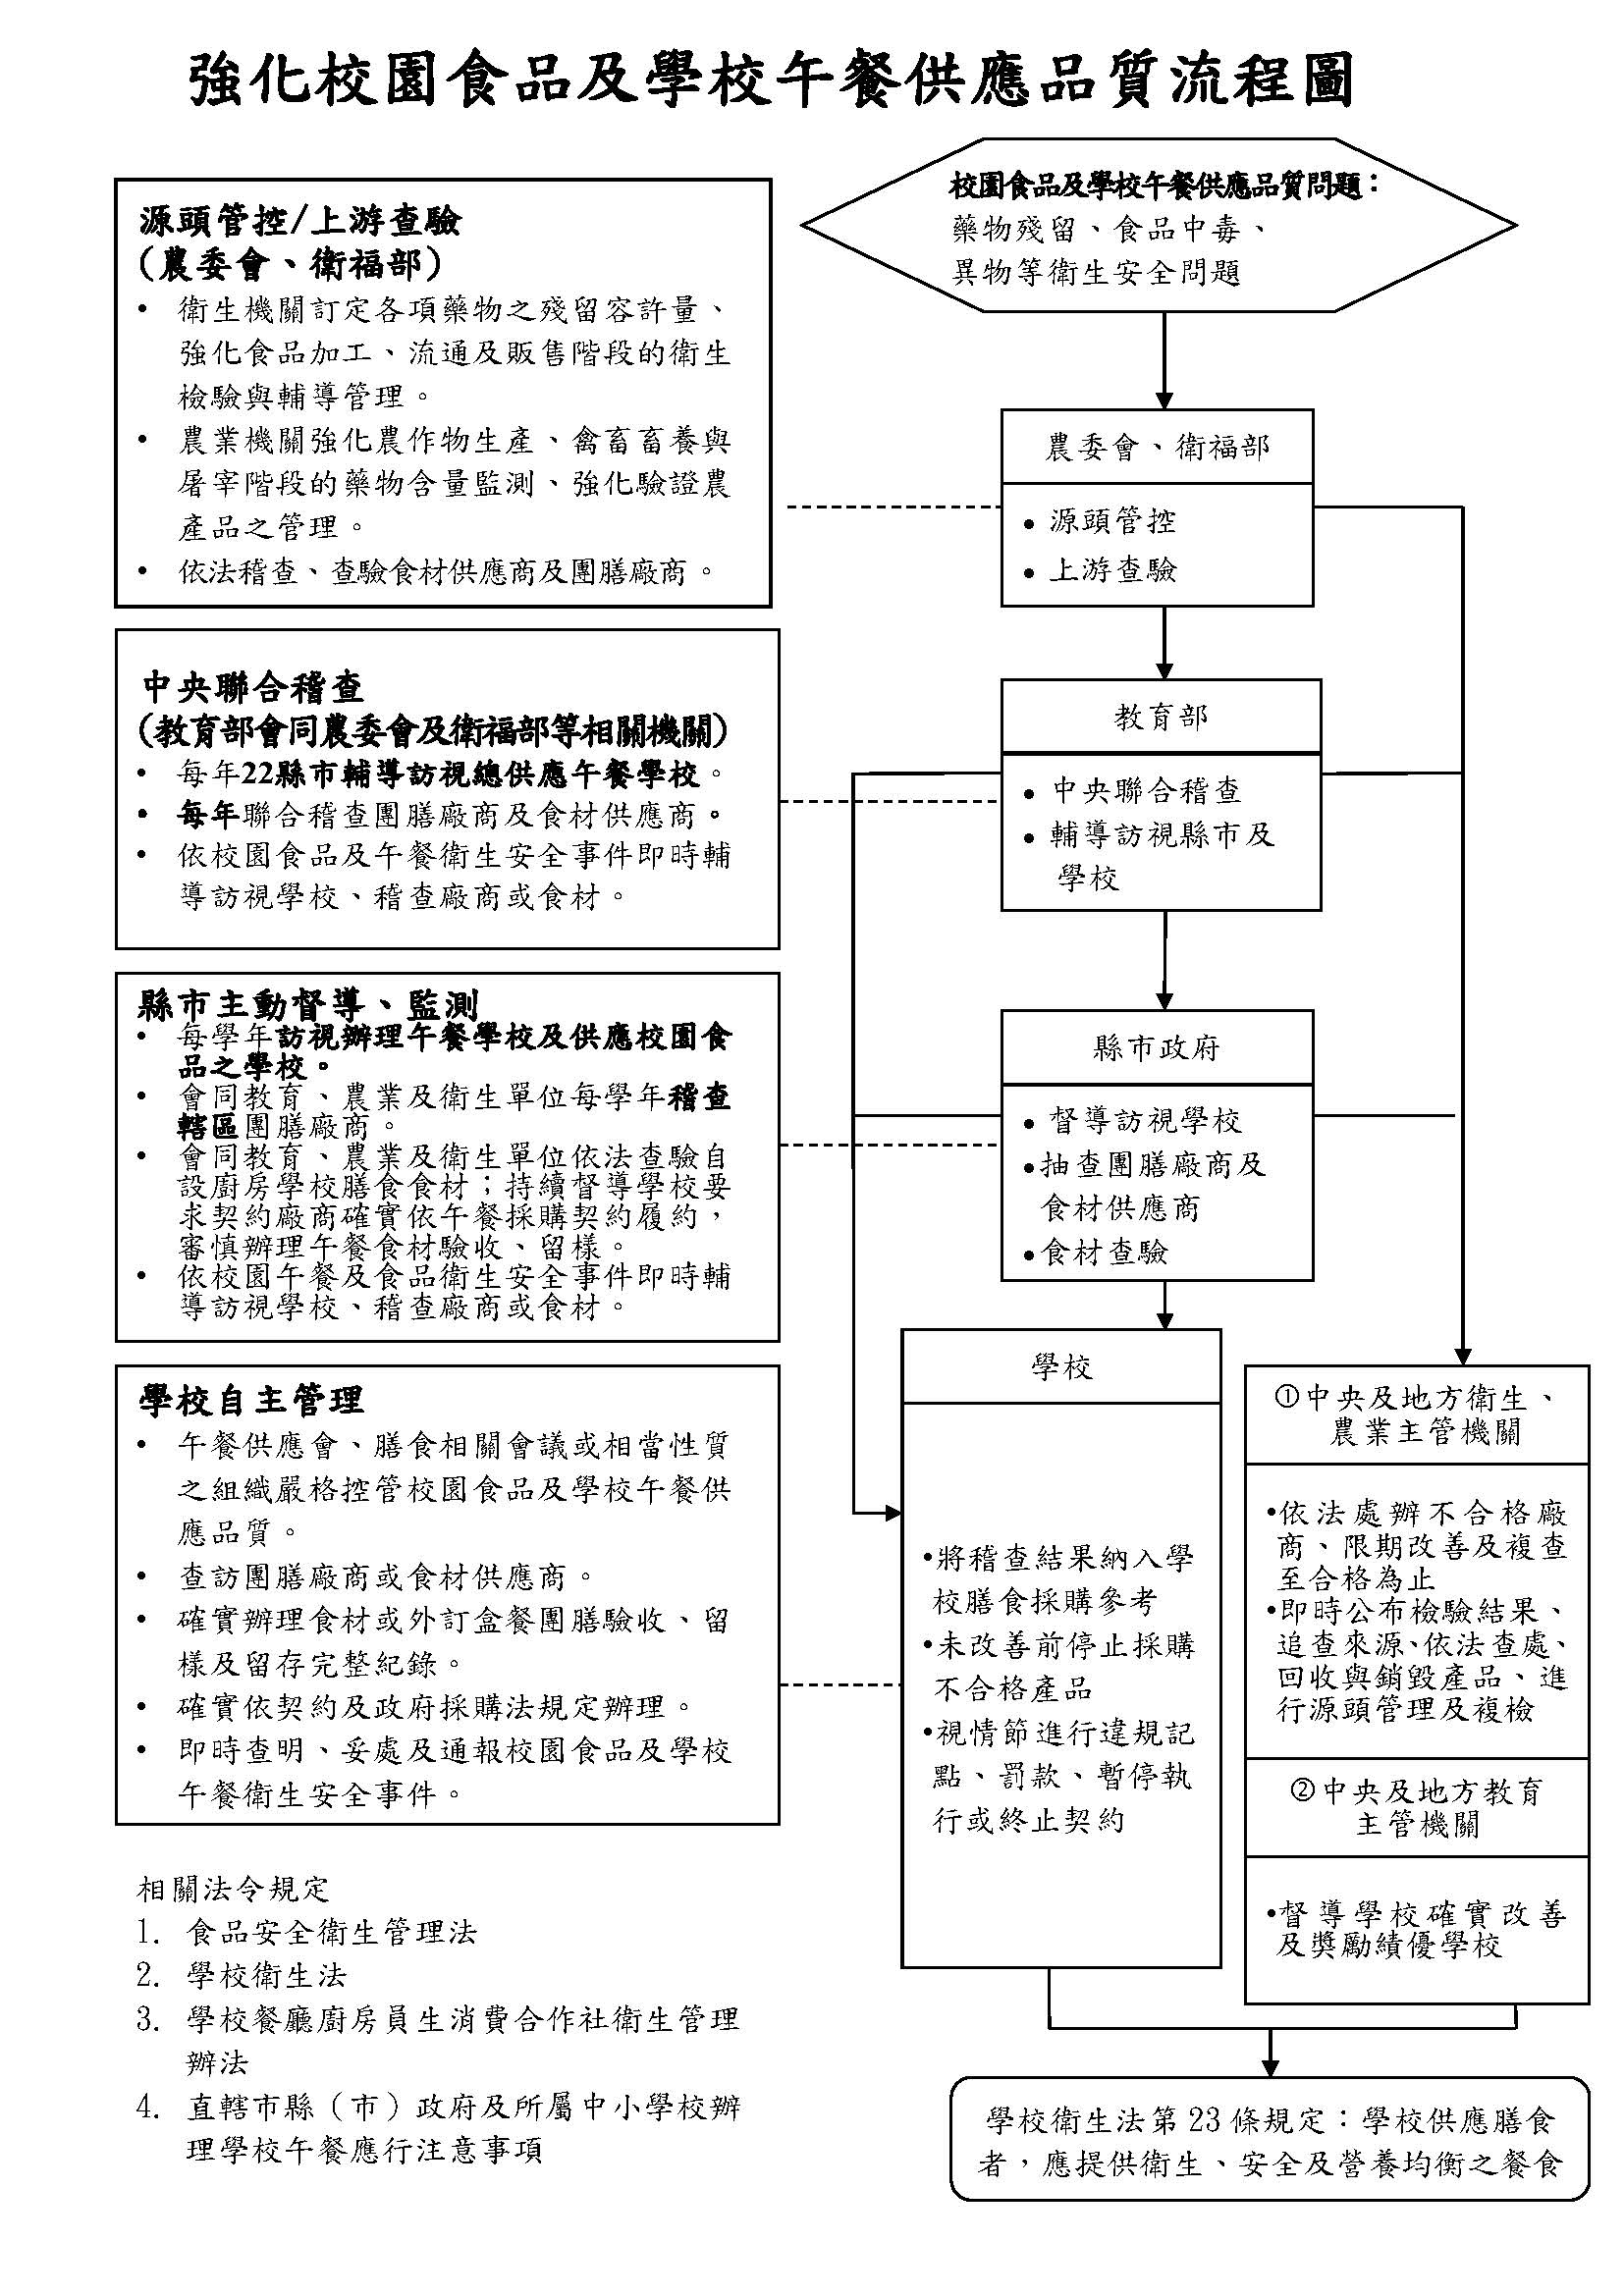 強化校園食品及學校午餐供應品質流程圖
校園食品及學校午餐供應品質問題：
藥物殘留、食品中毒、
異物等衛生安全問題
源頭管控/上游查驗
(農委會、衛福部)
• 衛生機關訂定各項藥物之殘留容許量、
強化食品加工、流通及販售階段的衛生
檢驗與輔導管理。
• 農業機關強化農作物生產、禽畜畜養與
屠宰階段的藥物含量監測、強化驗證農
產品之管理。
• 依法稽查、查驗食材供應商及團膳廠商。
農委會、衛福部
• 源頭管控
• 上游查驗
中央聯合稽查
(教育部會同農委會及衛福部等相關機關)
• 每年22縣市輔導訪視總供應午餐學校。
• 每年聯合稽查團膳廠商及食材供應商。
• 依校園食品及午餐衛生安全事件即時輔
導訪視學校、稽查廠商或食材。
教育部
• 中央聯合稽查
• 輔導訪視縣市及
學校
縣市主動督導、監測
• 每學年訪視辦理午餐學校及供應校園食
品之學校。
• 會同教育、農業及衛生單位每學年稽查
轄區團膳廠商。
• 會同教育、農業及衛生單位依法查驗自
設廚房學校膳食食材；持續督導學校要
求契約廠商確實依午餐採購契約履約，
審慎辦理午餐食材驗收、留樣。
• 依校園午餐及食品衛生安全事件即時輔
導訪視學校、稽查廠商或食材。
縣市政府
• 督導訪視學校
•抽查團膳廠商及
食材供應商
•食材查驗
學校自主管理
• 午餐供應會、膳食相關會議或相當性質
之組織嚴格控管校園食品及學校午餐供
應品質。
• 查訪團膳廠商或食材供應商。
• 確實辦理食材或外訂盒餐團膳驗收、留
樣及留存完整紀錄。
• 確實依契約及政府採購法規定辦理。
• 即時查明、妥處及通報校園食品及學校
午餐衛生安全事件。
學校
•將稽查結果納入學
校膳食採購參考
•未改善前停止採購
不合格產品
•視情節進行違規記
點、罰款、暫停執
行或終止契約
①中央及地方衛生、
農業主管機關
•依法處辦不合格廠
商、限期改善及複查
至合格為止
•即時公布檢驗結果、
追查來源、依法查處、
回收與銷毀產品、進
行源頭管理及複檢
②中央及地方教育
主管機關
•督導學校確實改善
及獎勵績優學校
相關法令規定
1. 食品安全衛生管理法
2. 學校衛生法
3. 學校餐廳廚房員生消費合作社衛生管理
辦法
4. 直轄市縣（市）政府及所屬中小學校辦
理學校午餐應行注意事項
學校衛生法第 23 條規定：學校供應膳食
者，應提供衛生、安全及營養均衡之餐食